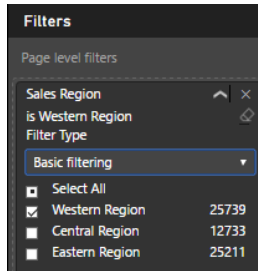 Filters
Page level filters
Sales Region
is Western Region
Filter Type
Basic filtering
Select All
Western Region 25739
Central Region 12733
Eastern Region 25211